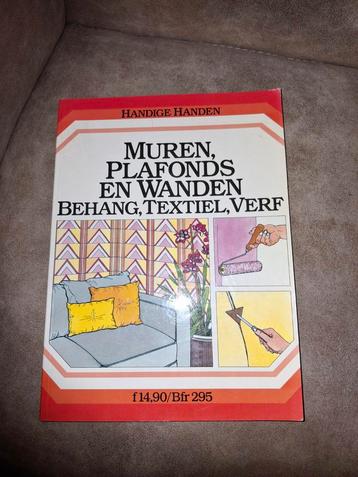 HANDIGE HANDEN
MUREN,
PLAFONDS
EN WANDEN
BEHANG, TEXTIEL, VERF
f 14,90/Bfr 295